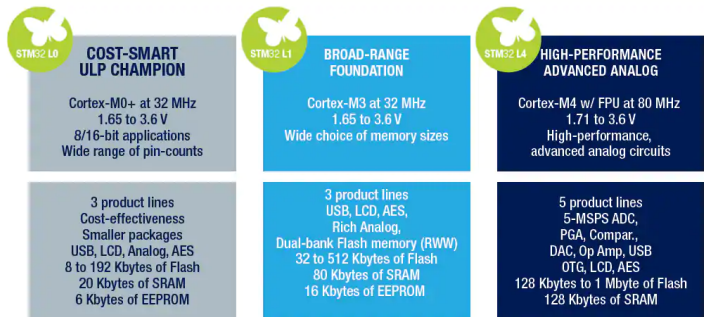 STM32 L0
COST-SMART
ULP CHAMPION
Cortex-M0+ at 32 MHz
1.65 to 3.6 V
8/16-bit applications
Wide range of pin-counts
3 product lines
Cost-effectiveness
Smaller packages
USB, LCD, Analog, AES
8 to 192 Kbytes of Flash
20 Kbytes of SRAM
6 Kbytes of EEPROM
STM32 L1
BROAD-RANGE
FOUNDATION
Cortex-M3 at 32 MHz
1.65 to 3.6 V
Wide choice of memory sizes
3 product lines
USB, LCD, AES,
Rich Analog,
Dual-bank Flash memory (RWW)
32 to 512 Kbytes of Flash
80 Kbytes of SRAM
16 Kbytes of EEPROM
STM32 L4
HIGH-PERFORMANCE
ADVANCED ANALOG
Cortex-M4 w/ FPU at 80 MHz
1.71 to 3.6 V
High-performance,
advanced analog circuits
5 product lines
5-MSPS ADC,
PGA, Compar.,
DAC, Op Amp, USB
OTG, LCD, AES
128 Kbytes to 1 Mbyte of Flash
128 Kbytes of SRAM